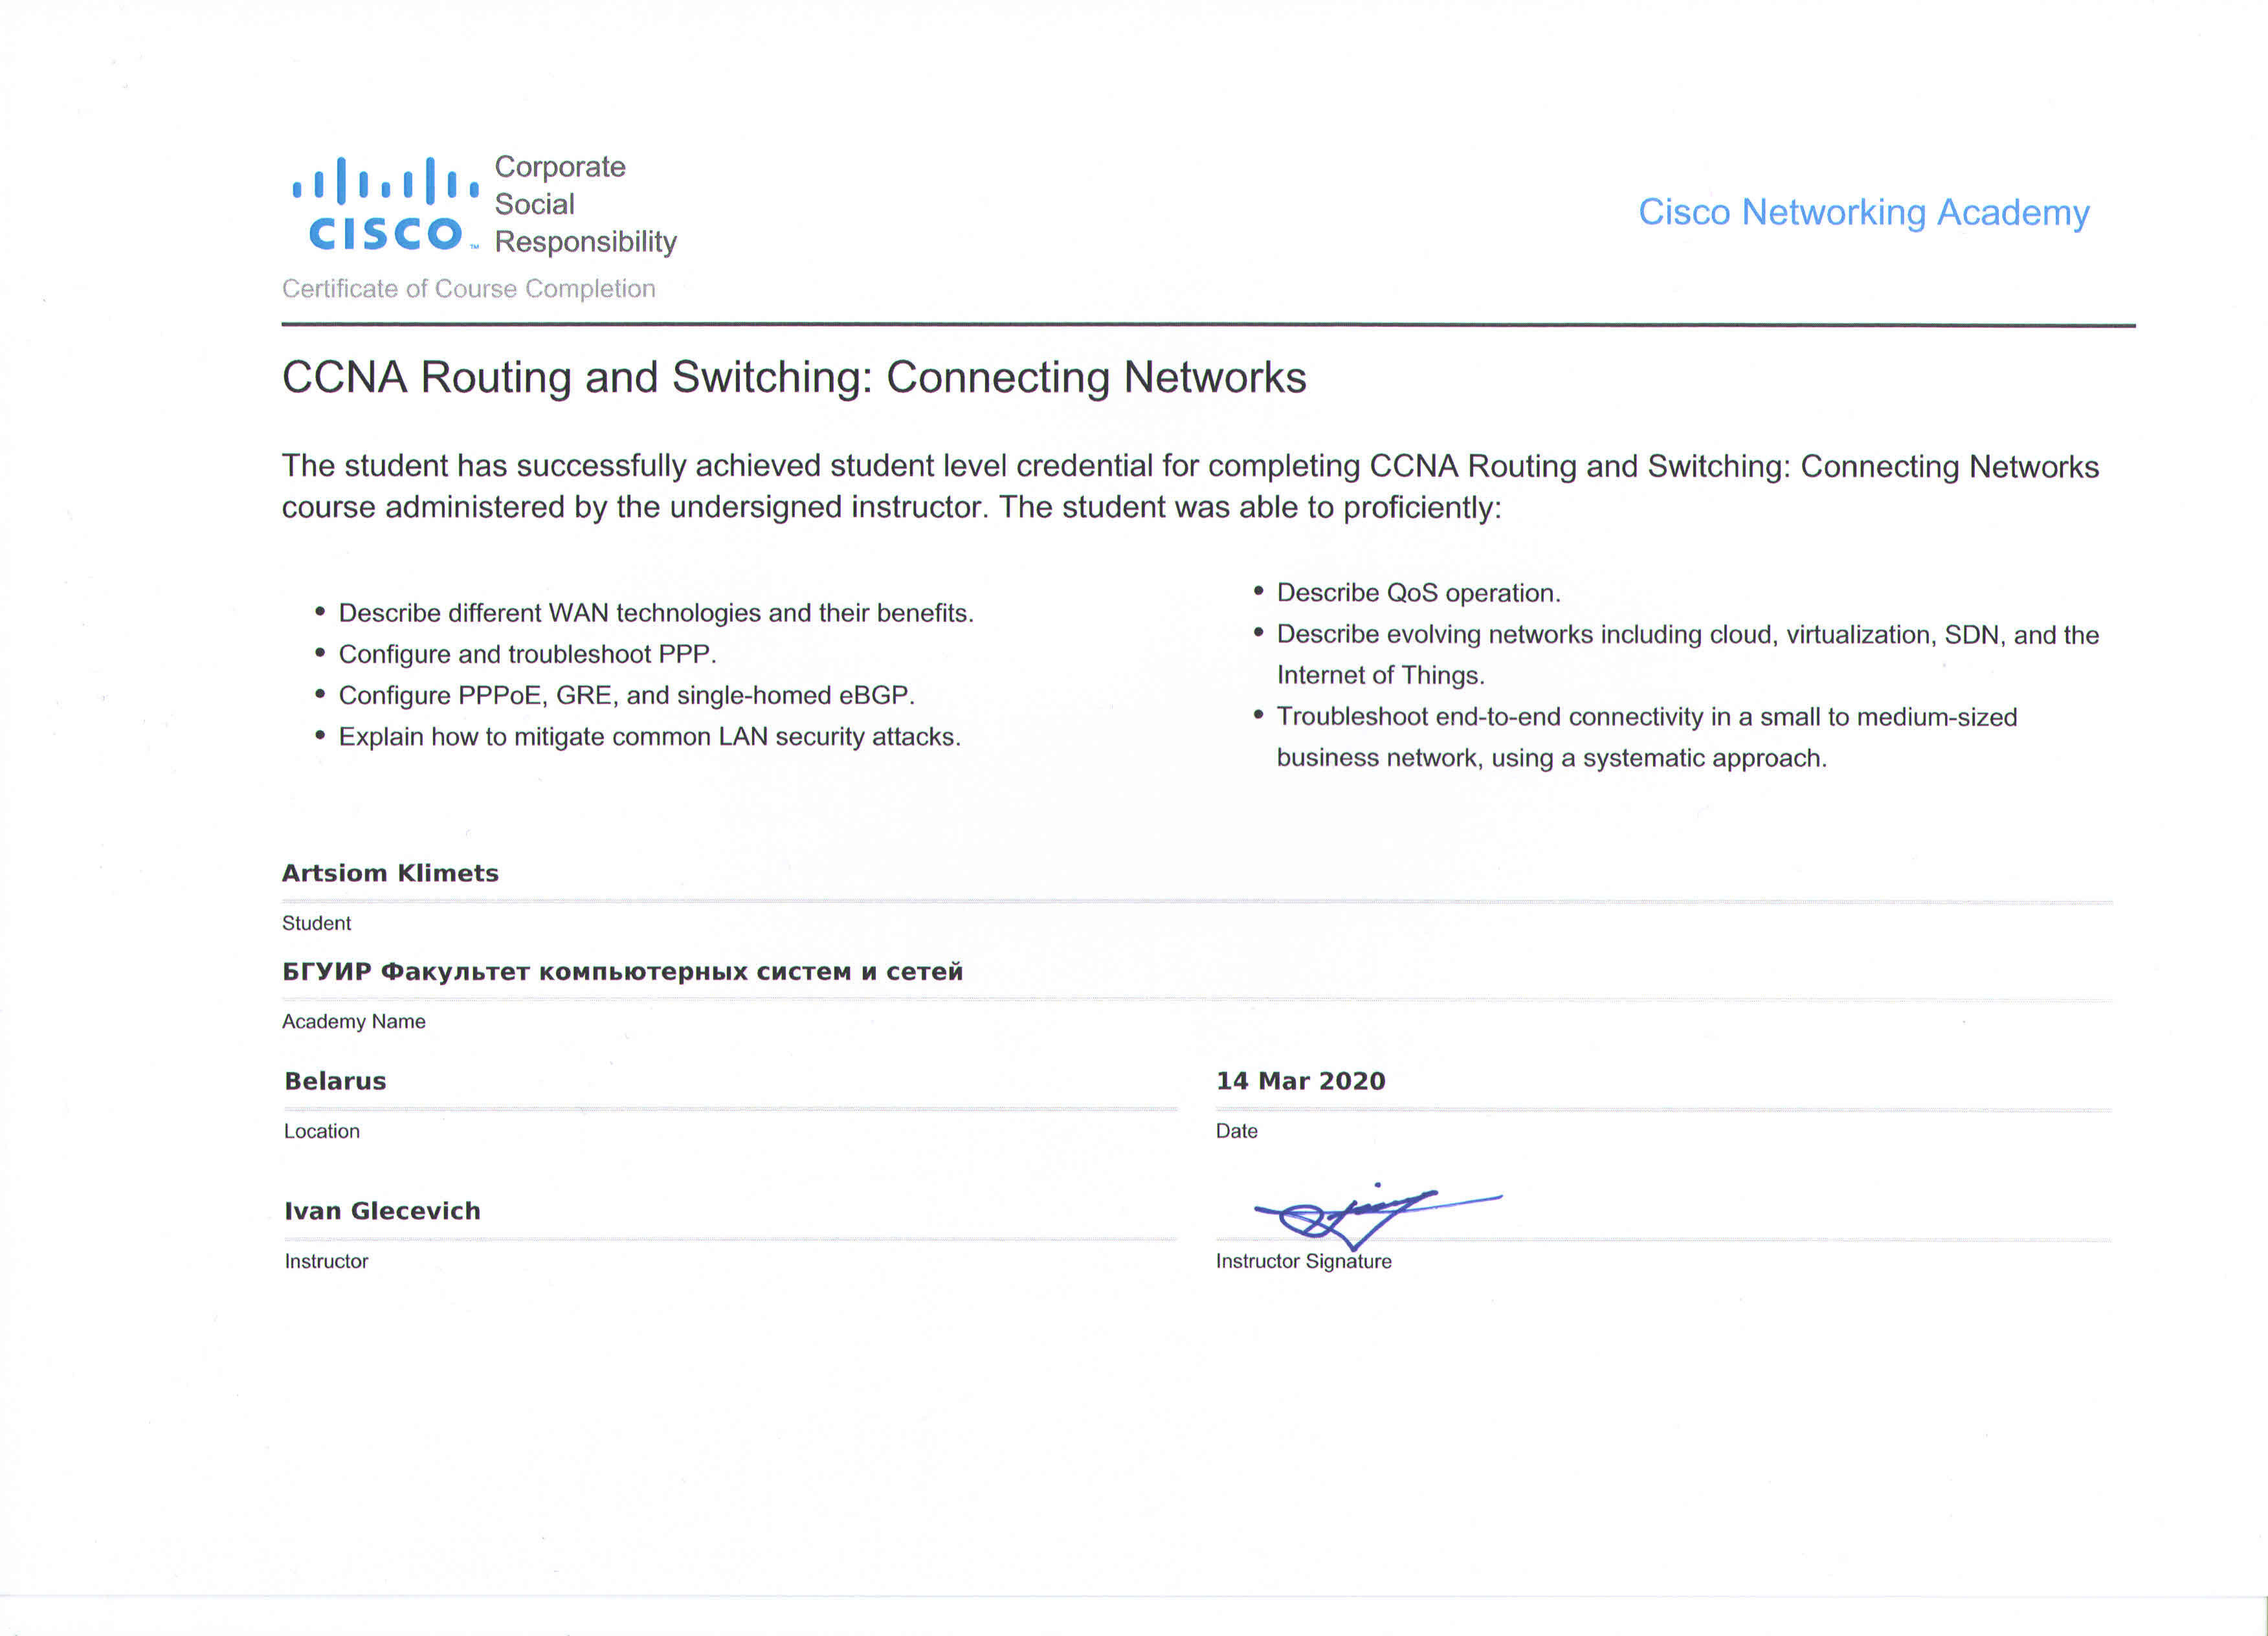 Corporate
Social
Responsibility
CISCO™
Cisco Networking Academy
Certificate of Course Completion
CCNA Routing and Switching: Connecting Networks
The student has successfully achieved student level credential for completing CCNA Routing and Switching: Connecting Networks
course administered by the undersigned instructor. The student was able to proficiently:
• Describe different WAN technologies and their benefits.
• Configure and troubleshoot PPP.
• Configure PPPoE, GRE, and single-homed eBGP.
• Explain how to mitigate common LAN security attacks.
• Describe QoS operation.
• Describe evolving networks including cloud, virtualization, SDN, and the
Internet of Things.
• Troubleshoot end-to-end connectivity in a small to medium-sized
business network, using a systematic approach.
Artsiom Klimets
Student
БГУИР Факультет компьютерных систем и сетей
Academy Name
Belarus
Location
14 Mar 2020
Date
Ivan Glecevich
Instructor
Instructor Signature